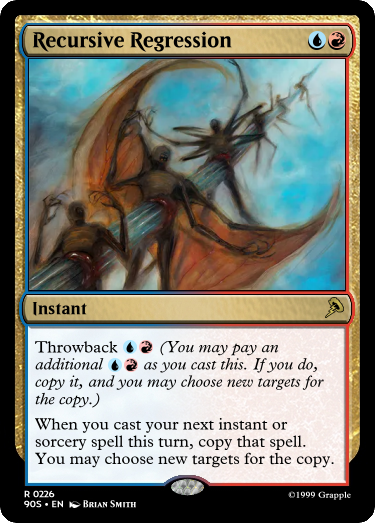 Recursive Regression
Instant
Throwback (You may pay an
additional as you cast this. If you do,
copy it, and you may choose new targets for
the copy.)
When you cast your next instant or
sorcery spell this turn, copy that spell.
You may choose new targets for the copy.
R 0226
90S • EN Brian Smith
©1999 Grapple